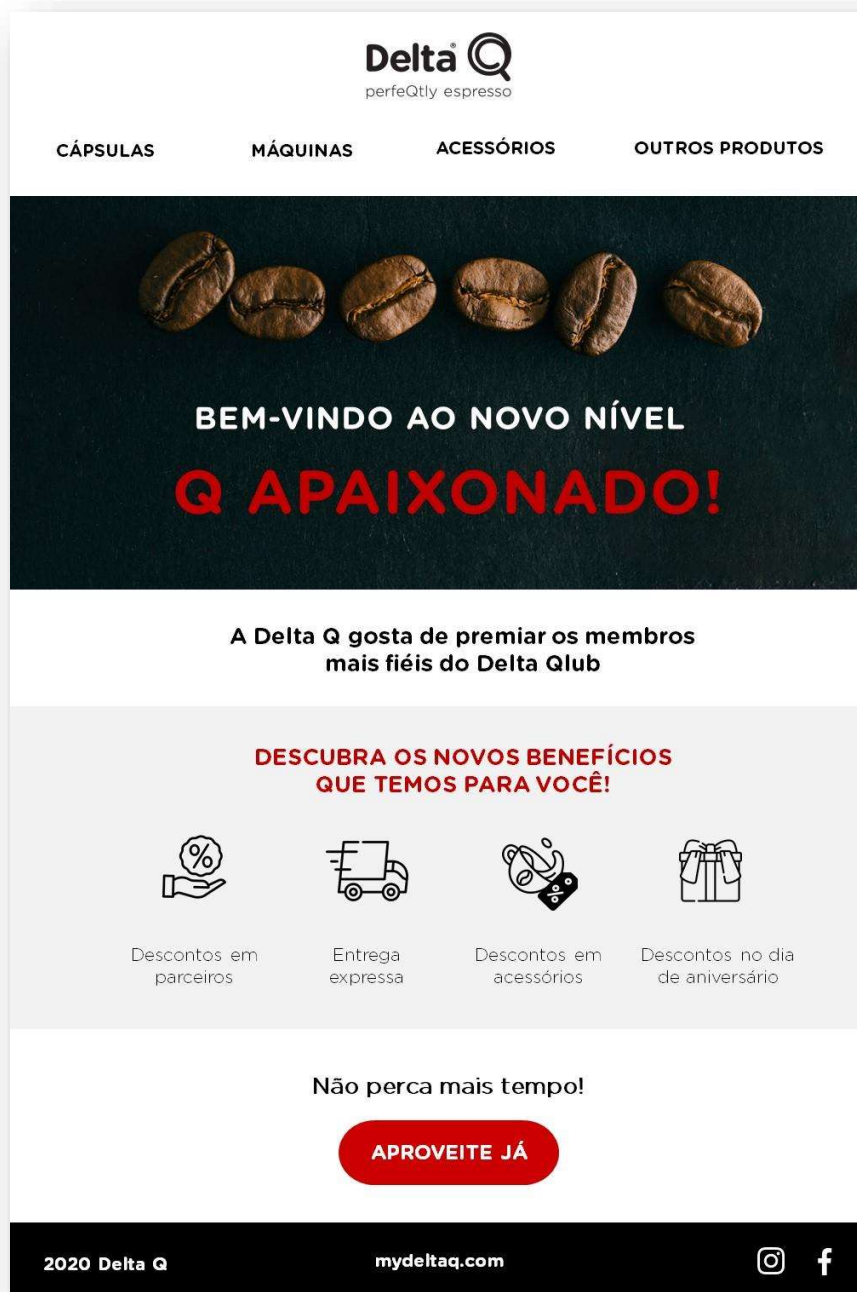 Delta Q
perfeQtly espresso
CÁPSULAS MÁQUINAS ACESSÓRIOS OUTROS PRODUTOS
BEM-VINDO AO NOVO NÍVEL
Q APAIXONADO!
A Delta Q gosta de premiar os membros
mais fiéis do Delta Qlub
DESCUBRA OS NOVOS BENEFÍCIOS
QUE TEMOS PARA VOCÊ!
Descontos em
parceiros
Entrega
expressa
Descontos em
acessórios
Descontos no dia
de aniversário
Não perca mais tempo!
APROVEITE JÁ
2020 Delta Q mydeltaq.com